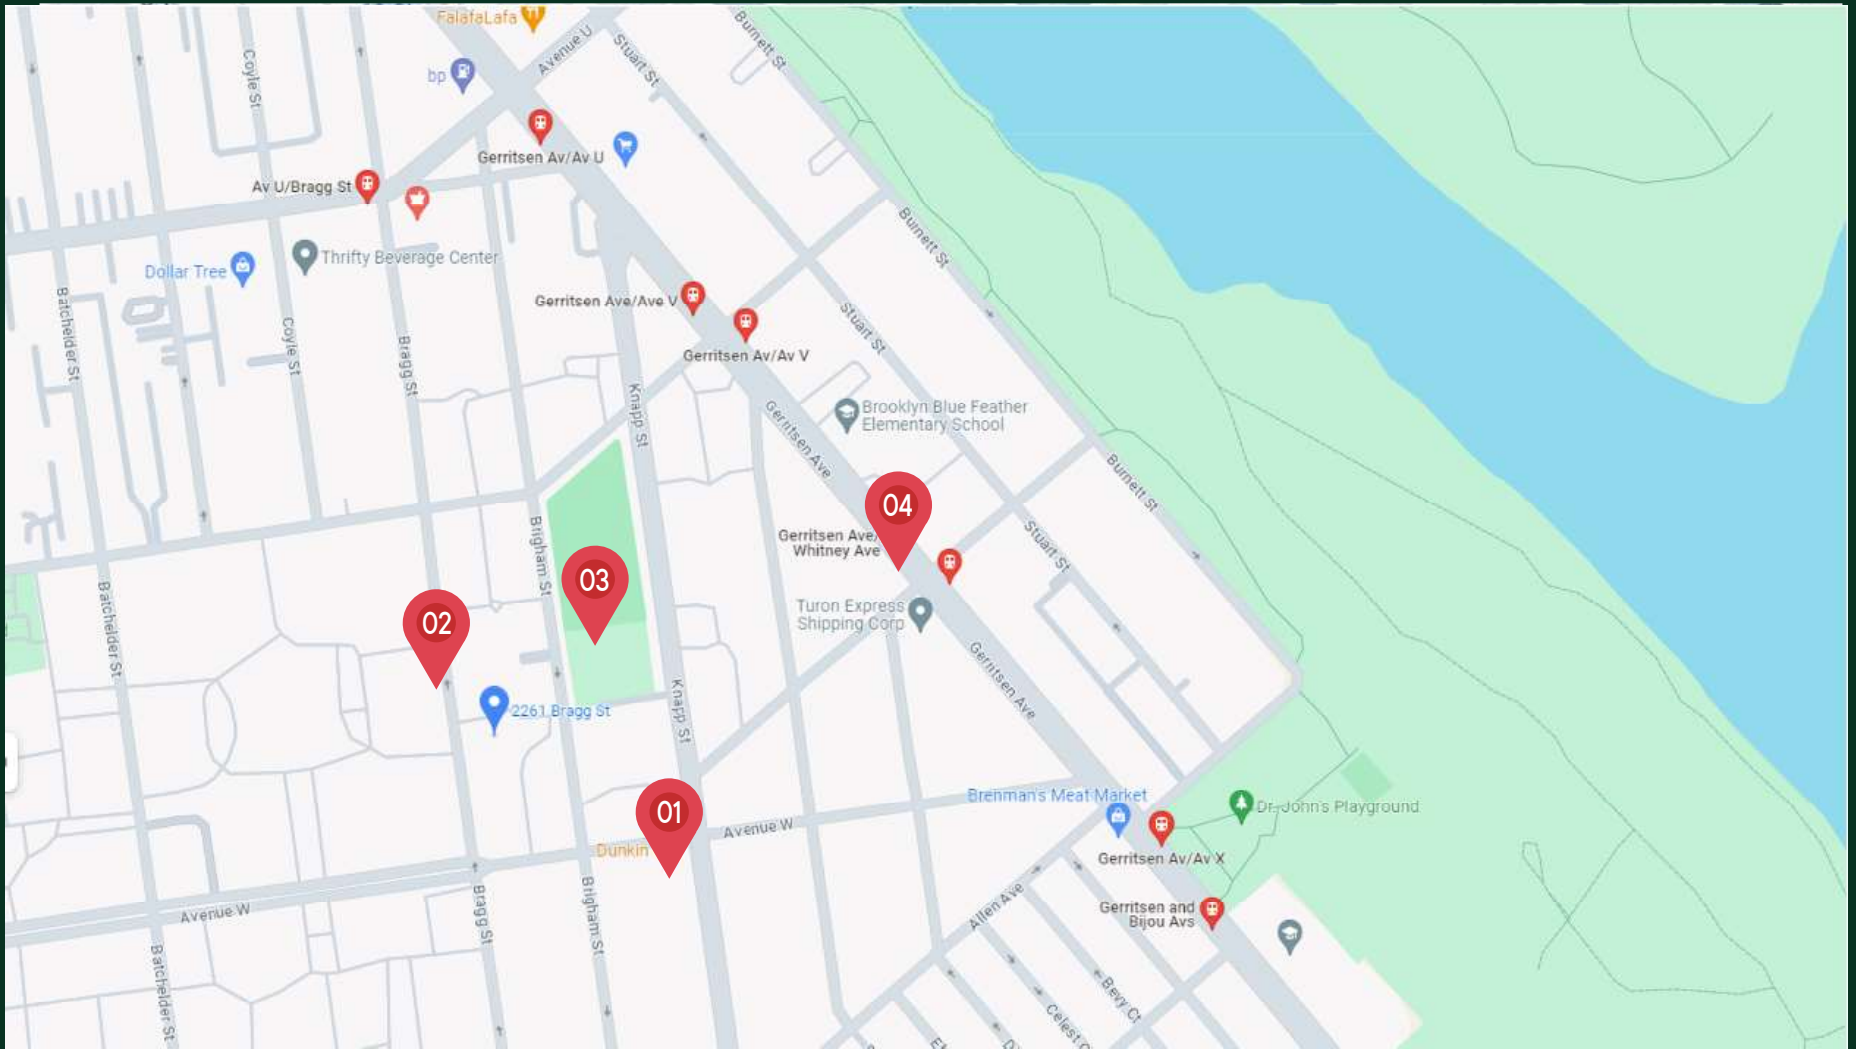 FalafaLafa
Avenue U
Stuart St
Burnett St
bp
Coyle St
Gerritsen Av/Av U
Av U/Bragg St
Thrifty Beverage Center
Dollar Tree
Burnett St
Gerritsen Ave/Ave V
Gerritsen Av/Av V
Stuart St
Batchelder St
Coyle St
Bragg St
Knapp St
Gerritsen Ave
Brooklyn Blue Feather
Elementary School
Burnett St
04
Gerritsen Ave/
Whitney Ave
Stuart St
Brigham St
03
02
Batchelder St
Turon Express
Shipping Corp
Gerritsen Ave
2261 Bragg St
Knapp St
01
Brenman's Meat Market
Dr. John's Playground
Avenue W
Dunkin
Gerritsen Av/Av X
Avenue W
Bragg St
Brigham St
Allen Ave
Gerritsen and
Bijou Avs
Batchelder St
Bevy Ct
Celest C